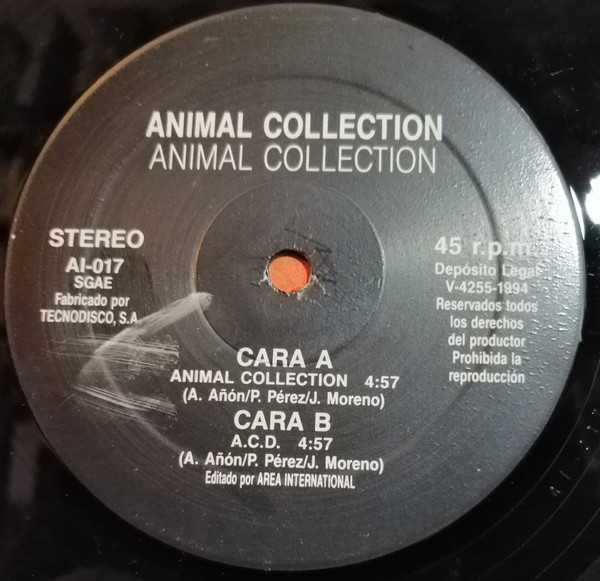 ANIMAL COLLECTION
ANIMAL COLLECTION
STEREO
AI-017
SGAE
Fabricado por
TECNODISCO, S.A.
45 r.p.m.
Depósito Legal
V-4255-1994
Reservados todos
los derechos
del productor
Prohibida la
reproducción
CARA A
ANIMAL COLLECTION 4:57
(A. Añón/P. Pérez/J. Moreno)
CARA B
A.C.D. 4:57
(A. Añón/P. Pérez/J. Moreno)
Editado por AREA INTERNATIONAL